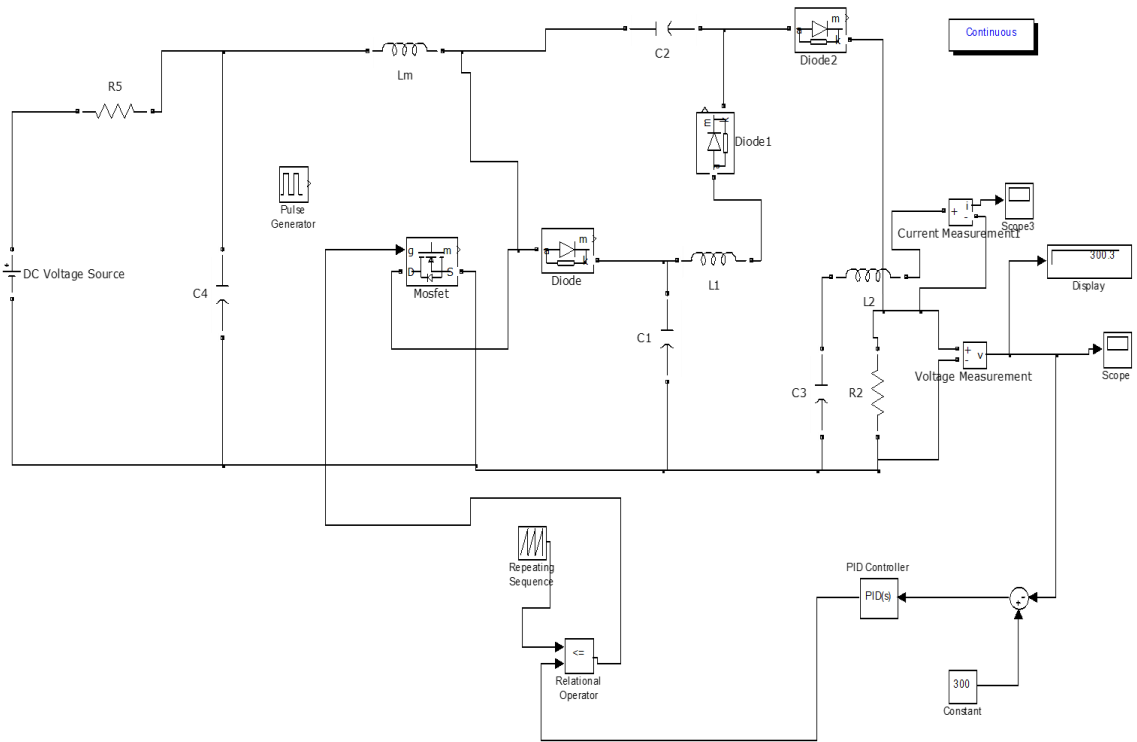 C2
m
a
k
Diode2
Continuous
R5
Lm
m
k
Diode1
Pulse
Generator
+
i
-
Scope3
Current Measurement1
+
DC Voltage Source
g
m
D
S
Mosfet
m
a
k
Diode
L1
300.3
Display
L2
C4
C1
C3
R2
+
-
v
Voltage Measurement
Scope
Repeating
Sequence
PID Controller
PID(s)
-
+
<=
Relational
Operator
300
Constant